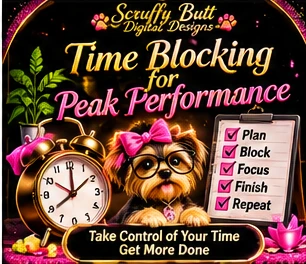 Scruffy Butt
Digital Designs
Time Blocking
for
Peak Performance
Plan
Block
Focus
Finish
Repeat
Take Control of Your Time
Get More Done